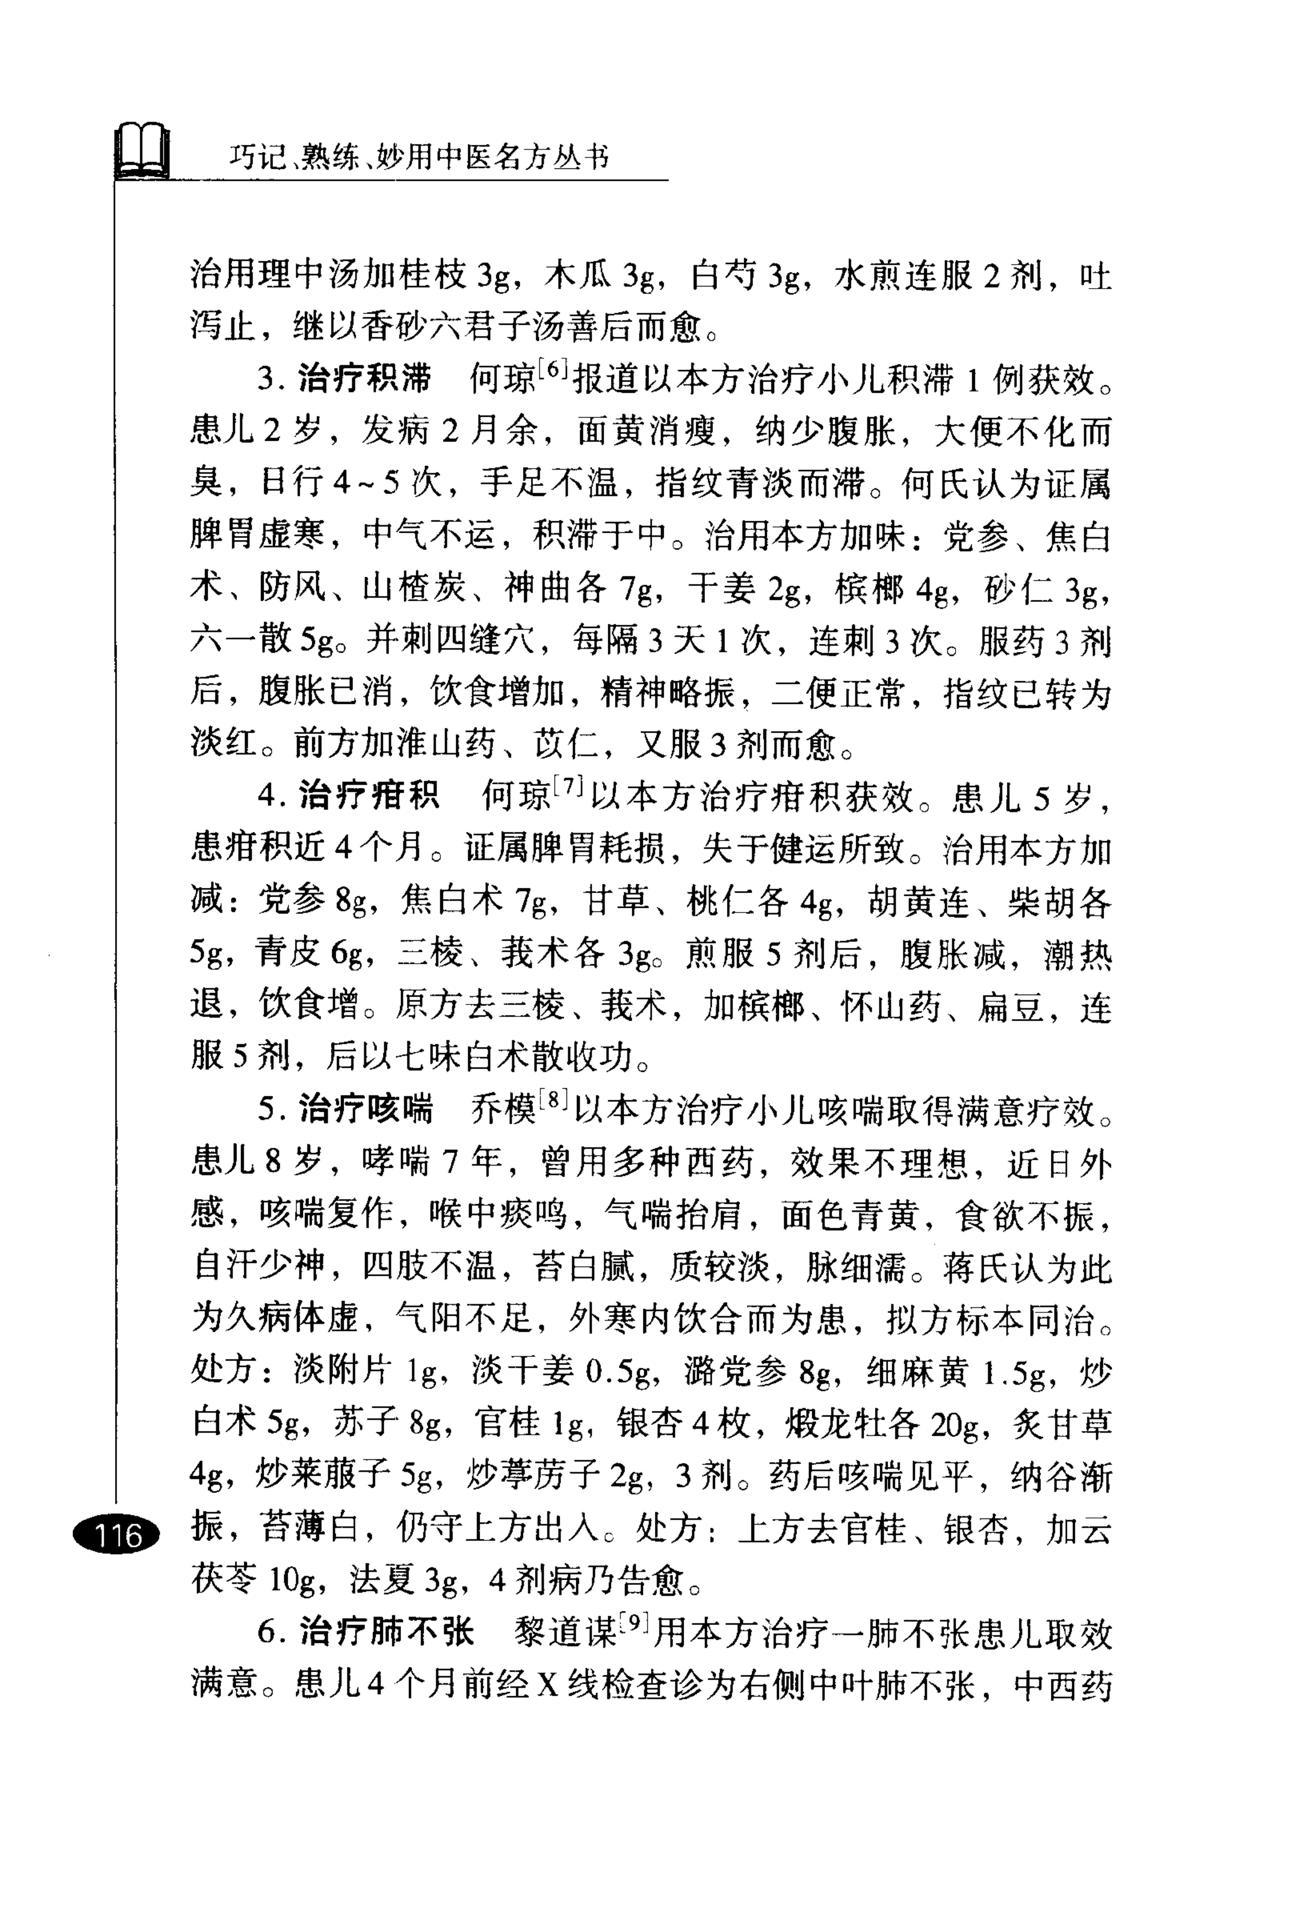 巧记、熟练、妙用中医名方丛书
治用理中汤加桂枝 3g，木瓜 3g，白芍 3g，水煎连服 2 剂，吐
泻止，继以香砂六君子汤善后而愈。
3. 治疗积滞　何琼[6]报道以本方治疗小儿积滞 1 例获效。
患儿 2 岁，发病 2 月余，面黄消瘦，纳少腹胀，大便不化而
臭，日行 4~5 次，手足不温，指纹青淡而滞。何氏认为证属
脾胃虚寒，中气不运，积滞于中。治用本方加味：党参、焦白
术、防风、山楂炭、神曲各 7g，干姜 2g，槟榔 4g，砂仁 3g，
六一散 5g。并刺四缝穴，每隔 3 天 1 次，连刺 3 次。服药 3 剂
后，腹胀已消，饮食增加，精神略振，二便正常，指纹已转为
淡红。前方加淮山药、苡仁，又服 3 剂而愈。
4. 治疗疳积　何琼[7]以本方治疗疳积获效。患儿 5 岁，
患疳积近 4 个月。证属脾胃耗损，失于健运所致。治用本方加
减：党参 8g，焦白术 7g，甘草、桃仁各 4g，胡黄连、柴胡各
5g，青皮 6g，三棱、莪术各 3g。煎服 5 剂后，腹胀减，潮热
退，饮食增。原方去三棱、莪术，加槟榔、怀山药、扁豆，连
服 5 剂，后以七味白术散收功。
5. 治疗咳喘　乔模[8]以本方治疗小儿咳喘取得满意疗效。
患儿 8 岁，哮喘 7 年，曾用多种西药，效果不理想，近日外
感，咳喘复作，喉中痰鸣，气喘抬肩，面色青黄，食欲不振，
自汗少神，四肢不温，苔白腻，质较淡，脉细濡。蒋氏认为此
为久病体虚，气阳不足，外寒内饮合而为患，拟方标本同治。
处方：淡附片 1g，淡干姜 0.5g，潞党参 8g，细麻黄 1.5g，炒
白术 5g，苏子 8g，官桂 1g，银杏 4 枚，煅龙牡各 20g，炙甘草
4g，炒莱菔子 5g，炒葶苈子 2g，3 剂。药后咳喘见平，纳谷渐
振，苔薄白，仍守上方出入。处方：上方去官桂、银杏，加云
茯苓 10g，法夏 3g，4 剂病乃告愈。
6. 治疗肺不张　黎道谋[9]用本方治疗一肺不张患儿取效
满意。患儿 4 个月前经 X 线检查诊为右侧中叶肺不张，中西药
116